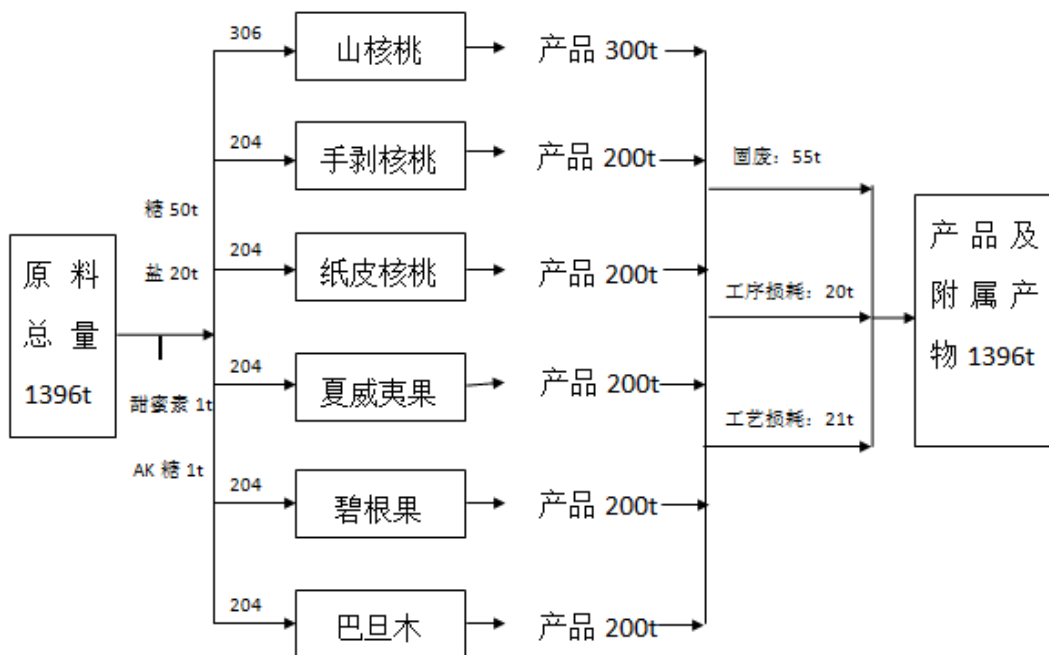 原料
总量
1396t
糖 50t
盐 20t
甜蜜素 1t
AK 糖 1t
306
山核桃
产品 300t
204
手剥核桃
产品 200t
204
纸皮核桃
产品 200t
204
夏威夷果
产品 200t
204
碧根果
产品 200t
204
巴旦木
产品 200t
固废：55t
工序损耗：20t
工艺损耗：21t
产品及
附属产
物 1396t